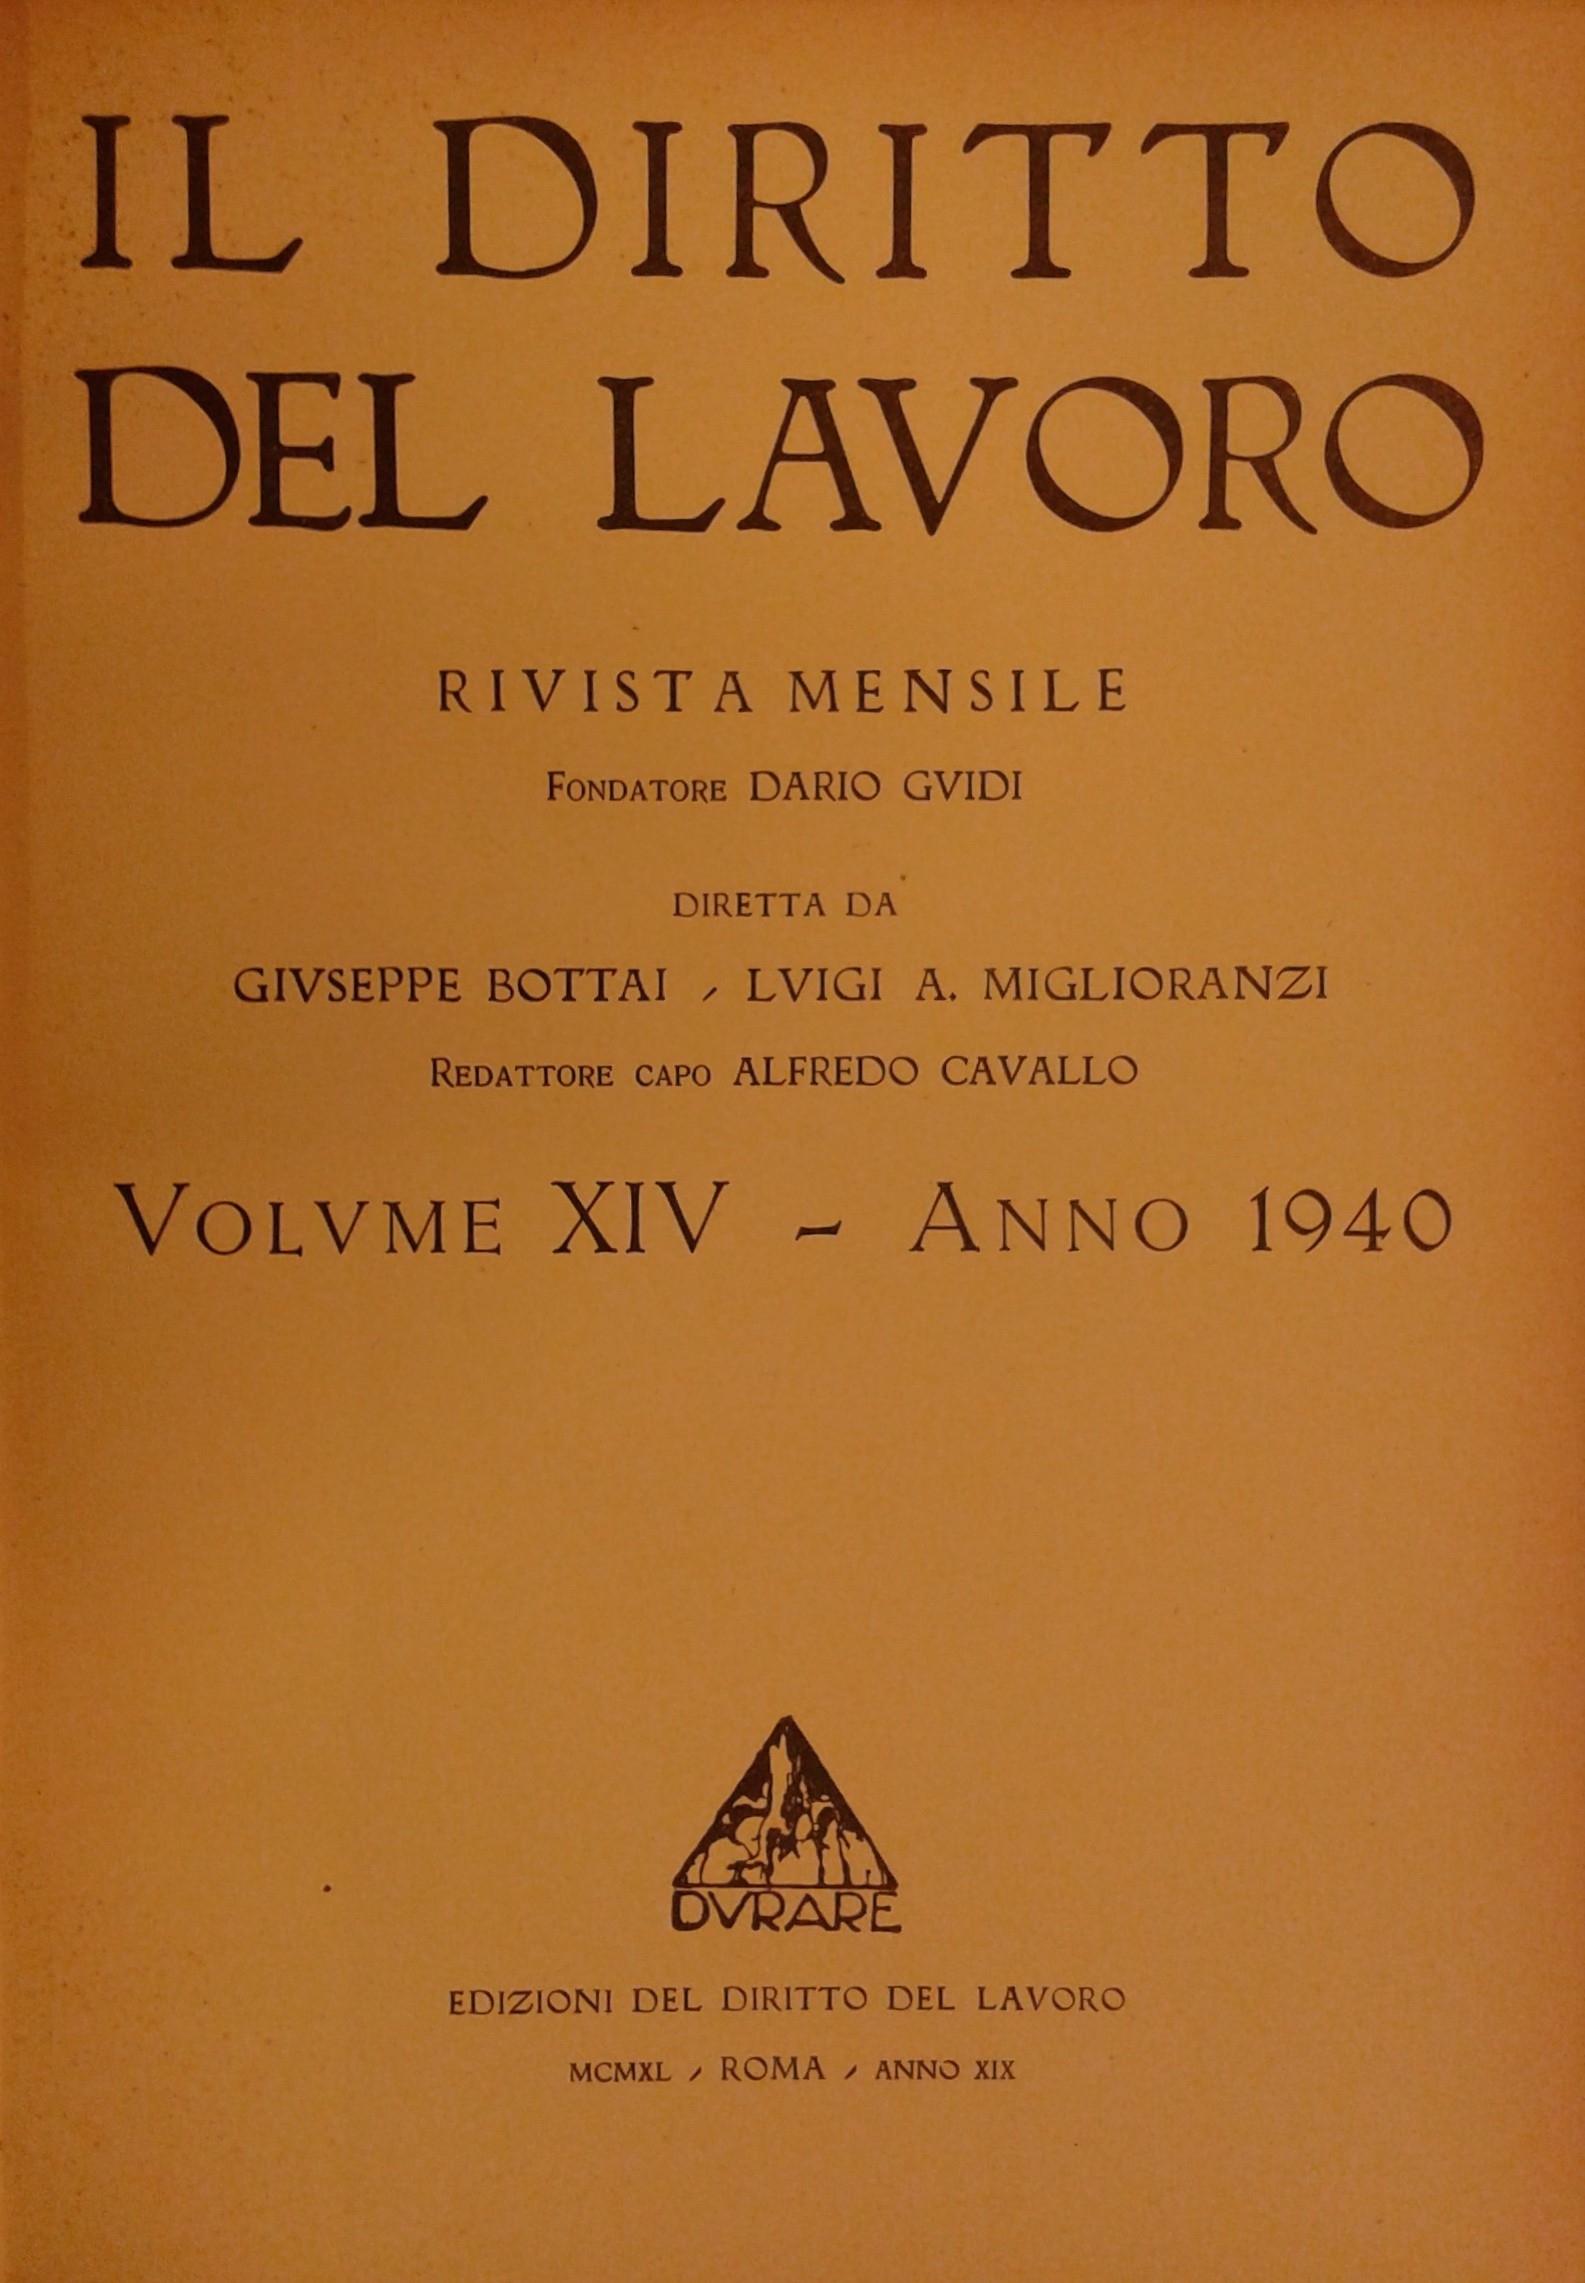 IL DIRITTO
DEL LAVORO
RIVISTA MENSILE
FONDATORE DARIO GVIDI
DIRETTA DA
GIVSEPPE BOTTAI / LVIGI A. MIGLIORANZI
REDATTORE CAPO ALFREDO CAVALLO
VOLVME XIV - ANNO 1940
DVRARE
EDIZIONI DEL DIRITTO DEL LAVORO
MCMXL / ROMA / ANNO XIX